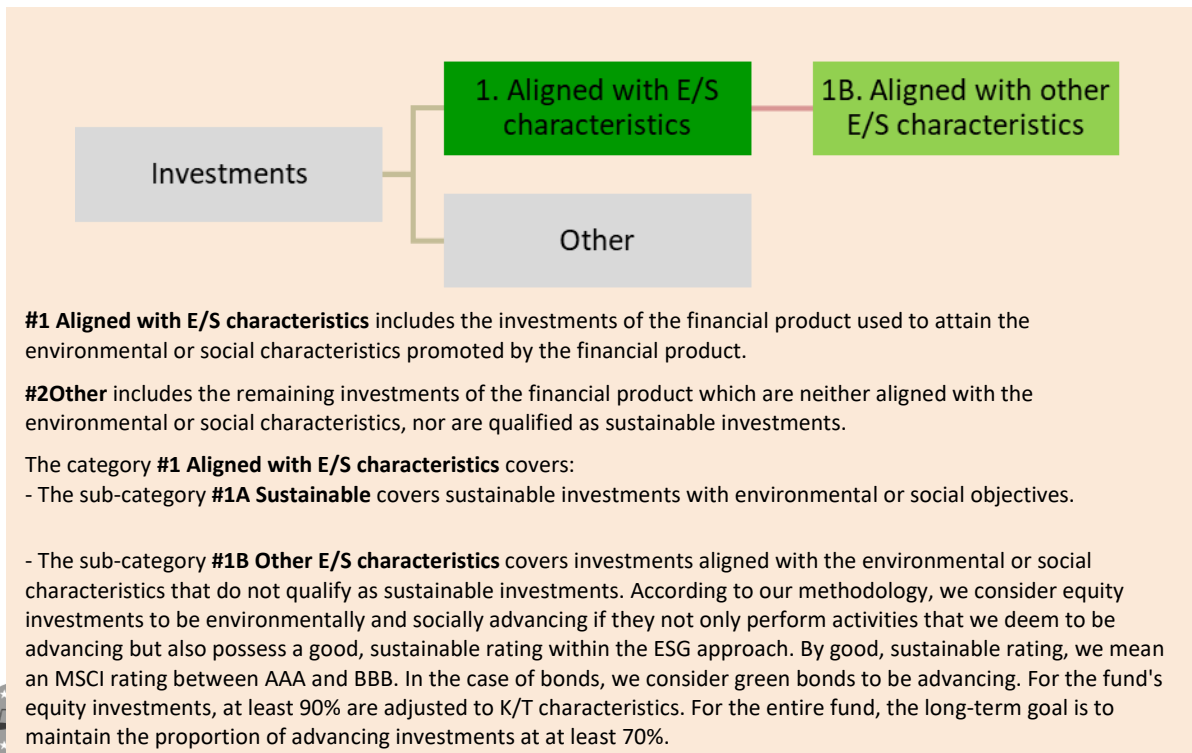 1. Aligned with E/S
characteristics
1B. Aligned with other
E/S characteristics
Investments
Other
#1 Aligned with E/S characteristics includes the investments of the financial product used to attain the
environmental or social characteristics promoted by the financial product.
#2Other includes the remaining investments of the financial product which are neither aligned with the
environmental or social characteristics, nor are qualified as sustainable investments.
The category #1 Aligned with E/S characteristics covers:
- The sub-category #1A Sustainable covers sustainable investments with environmental or social objectives.
- The sub-category #1B Other E/S characteristics covers investments aligned with the environmental or social
characteristics that do not qualify as sustainable investments. According to our methodology, we consider equity
investments to be environmentally and socially advancing if they not only perform activities that we deem to be
advancing but also possess a good, sustainable rating within the ESG approach. By good, sustainable rating, we mean
an MSCI rating between AAA and BBB. In the case of bonds, we consider green bonds to be advancing. For the fund's
equity investments, at least 90% are adjusted to K/T characteristics. For the entire fund, the long-term goal is to
maintain the proportion of advancing investments at at least 70%.